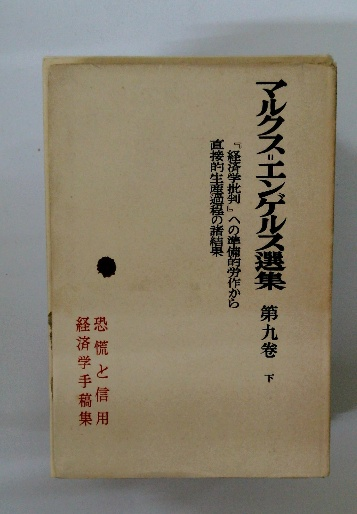 マルクス=エンゲルス選集 第九巻 下
『経済学批判』への準備的労作から
直接的生産過程の諸結果
恐慌と信用
経済学手稿集